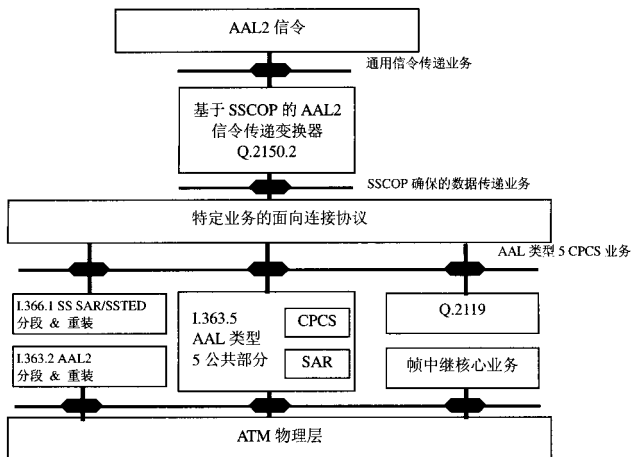 AAL2 信令
通用信令传递业务
基于 SSCOP 的 AAL2
信令传递变换器
Q.2150.2
SSCOP 确保的数据传递业务
特定业务的面向连接协议
AAL 类型 5 CPCS 业务
I.366.1 SS SAR/SSTED
分段 & 重装
I.363.2 AAL2
分段 & 重装
I.363.5
AAL 类型
5 公共部分
CPCS
SAR
Q.2119
帧中继核心业务
ATM 物理层